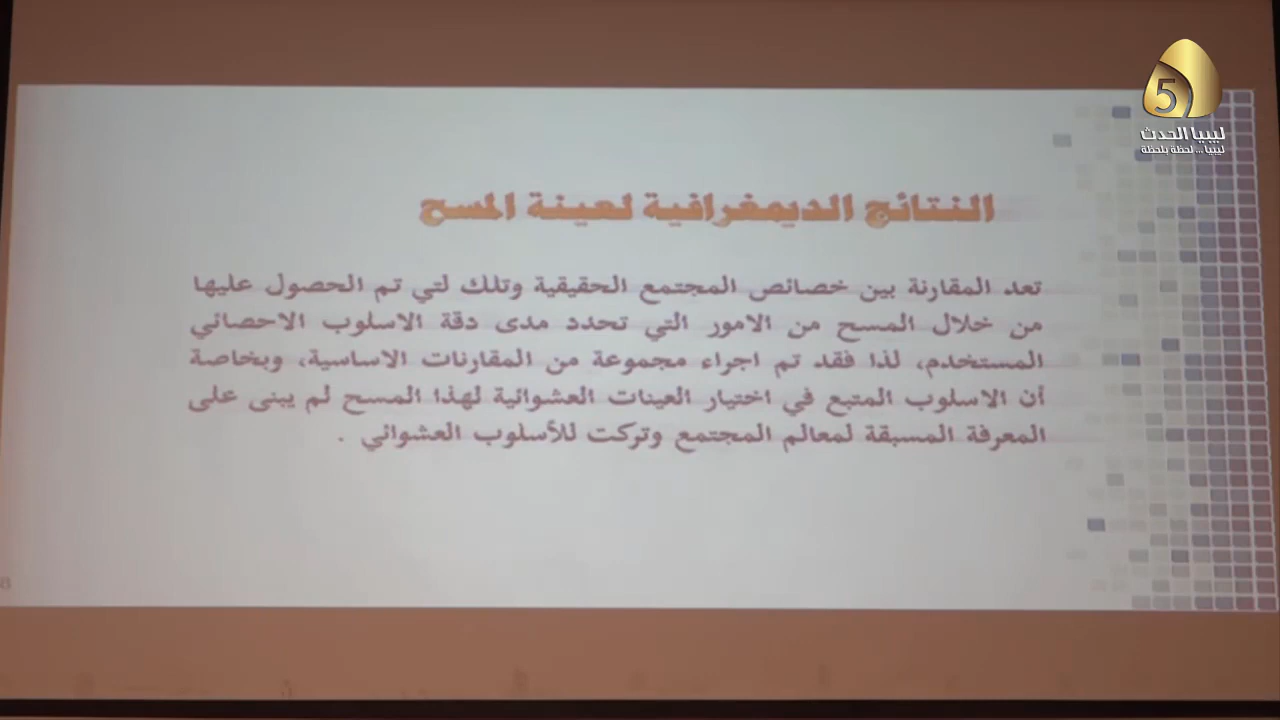 5
ليبيا الحدث
ليبيا... لحظة بلحظة
النتائج الديمغرافية لعينة المسح
تعد المقارنة بين خصائص المجتمع الحقيقية وتلك لتي تم الحصول عليها
من خلال المسح من الامور التي تحدد مدى دقة الاسلوب الاحصائي
المستخدم، لذا فقد تم اجراء مجموعة من المقارنات الاساسية، وبخاصة
أن الاسلوب المتبع في اختيار العينات العشوائية لهذا المسح لم يبنى على
المعرفة المسبقة لمعالم المجتمع وتركت للأسلوب العشوائي .
8